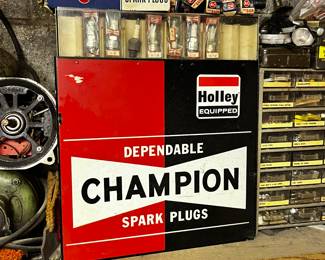 SPARK PLUGS
Holley
EQUIPPED
DEPENDABLE
CHAMPION
SPARK PLUGS